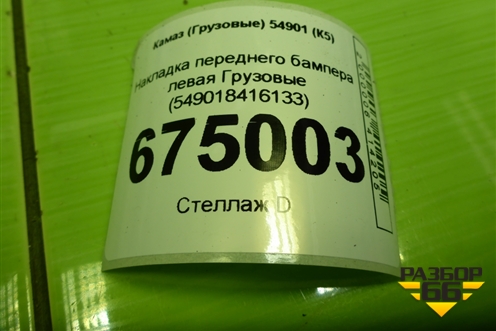 Камаз (Грузовые) 54901 (К5)
Накладка переднего бампера
левая Грузовые
(549018416133)
675003
Стеллаж D
РАЗБОР
66